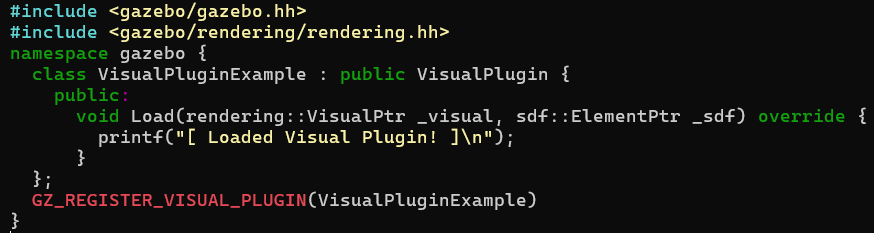 #include <gazebo/gazebo.hh>
#include <gazebo/rendering/rendering.hh>
namespace gazebo {
  class VisualPluginExample : public VisualPlugin {
    public:
      void Load(rendering::VisualPtr _visual, sdf::ElementPtr _sdf) override {
        printf("[ Loaded Visual Plugin! ]\n");
      }
  };
  GZ_REGISTER_VISUAL_PLUGIN(VisualPluginExample)
}